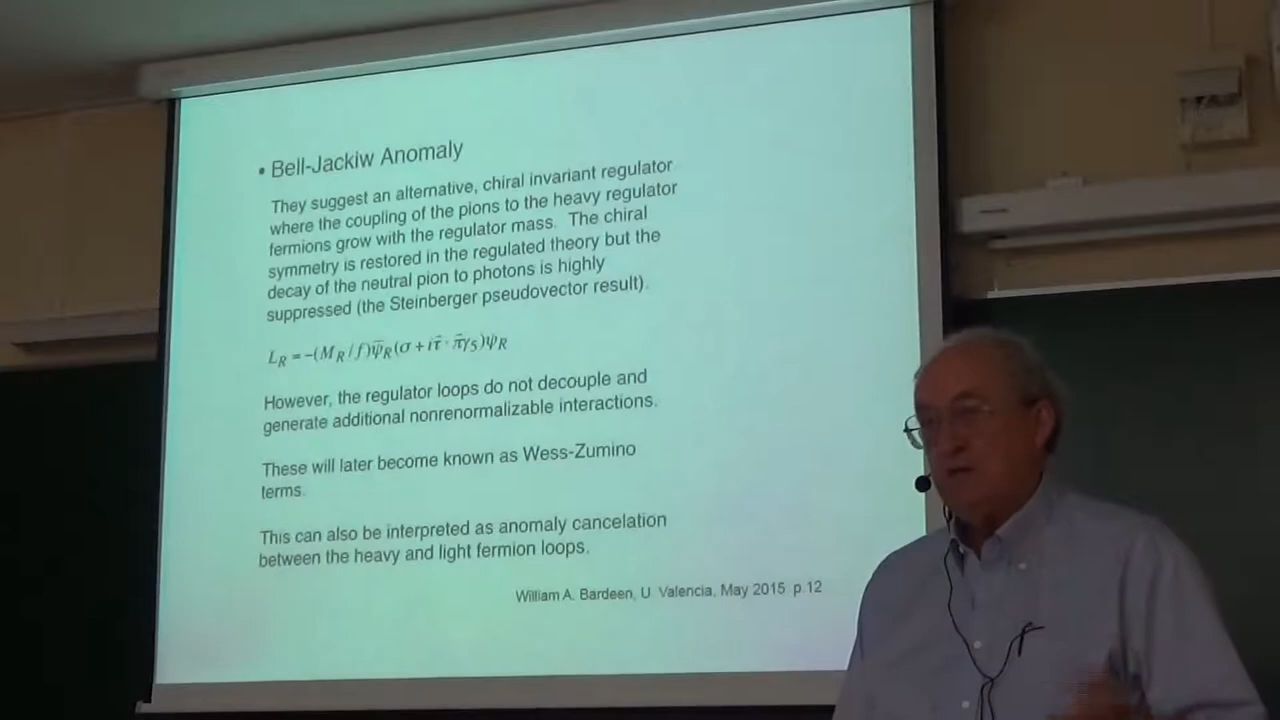 • Bell-Jackiw Anomaly
They suggest an alternative, chiral invariant regulator
where the coupling of the pions to the heavy regulator
fermions grow with the regulator mass. The chiral
symmetry is restored in the regulated theory but the
decay of the neutral pion to photons is highly
suppressed (the Steinberger pseudovector result).
L_R = -(M_R / f)ψ̄_R(σ + iτ⃗ · π⃗γ₅)ψ_R
However, the regulator loops do not decouple and
generate additional nonrenormalizable interactions.
These will later become known as Wess-Zumino
terms.
This can also be interpreted as anomaly cancelation
between the heavy and light fermion loops.
William A. Bardeen, U Valencia, May 2015 p.12